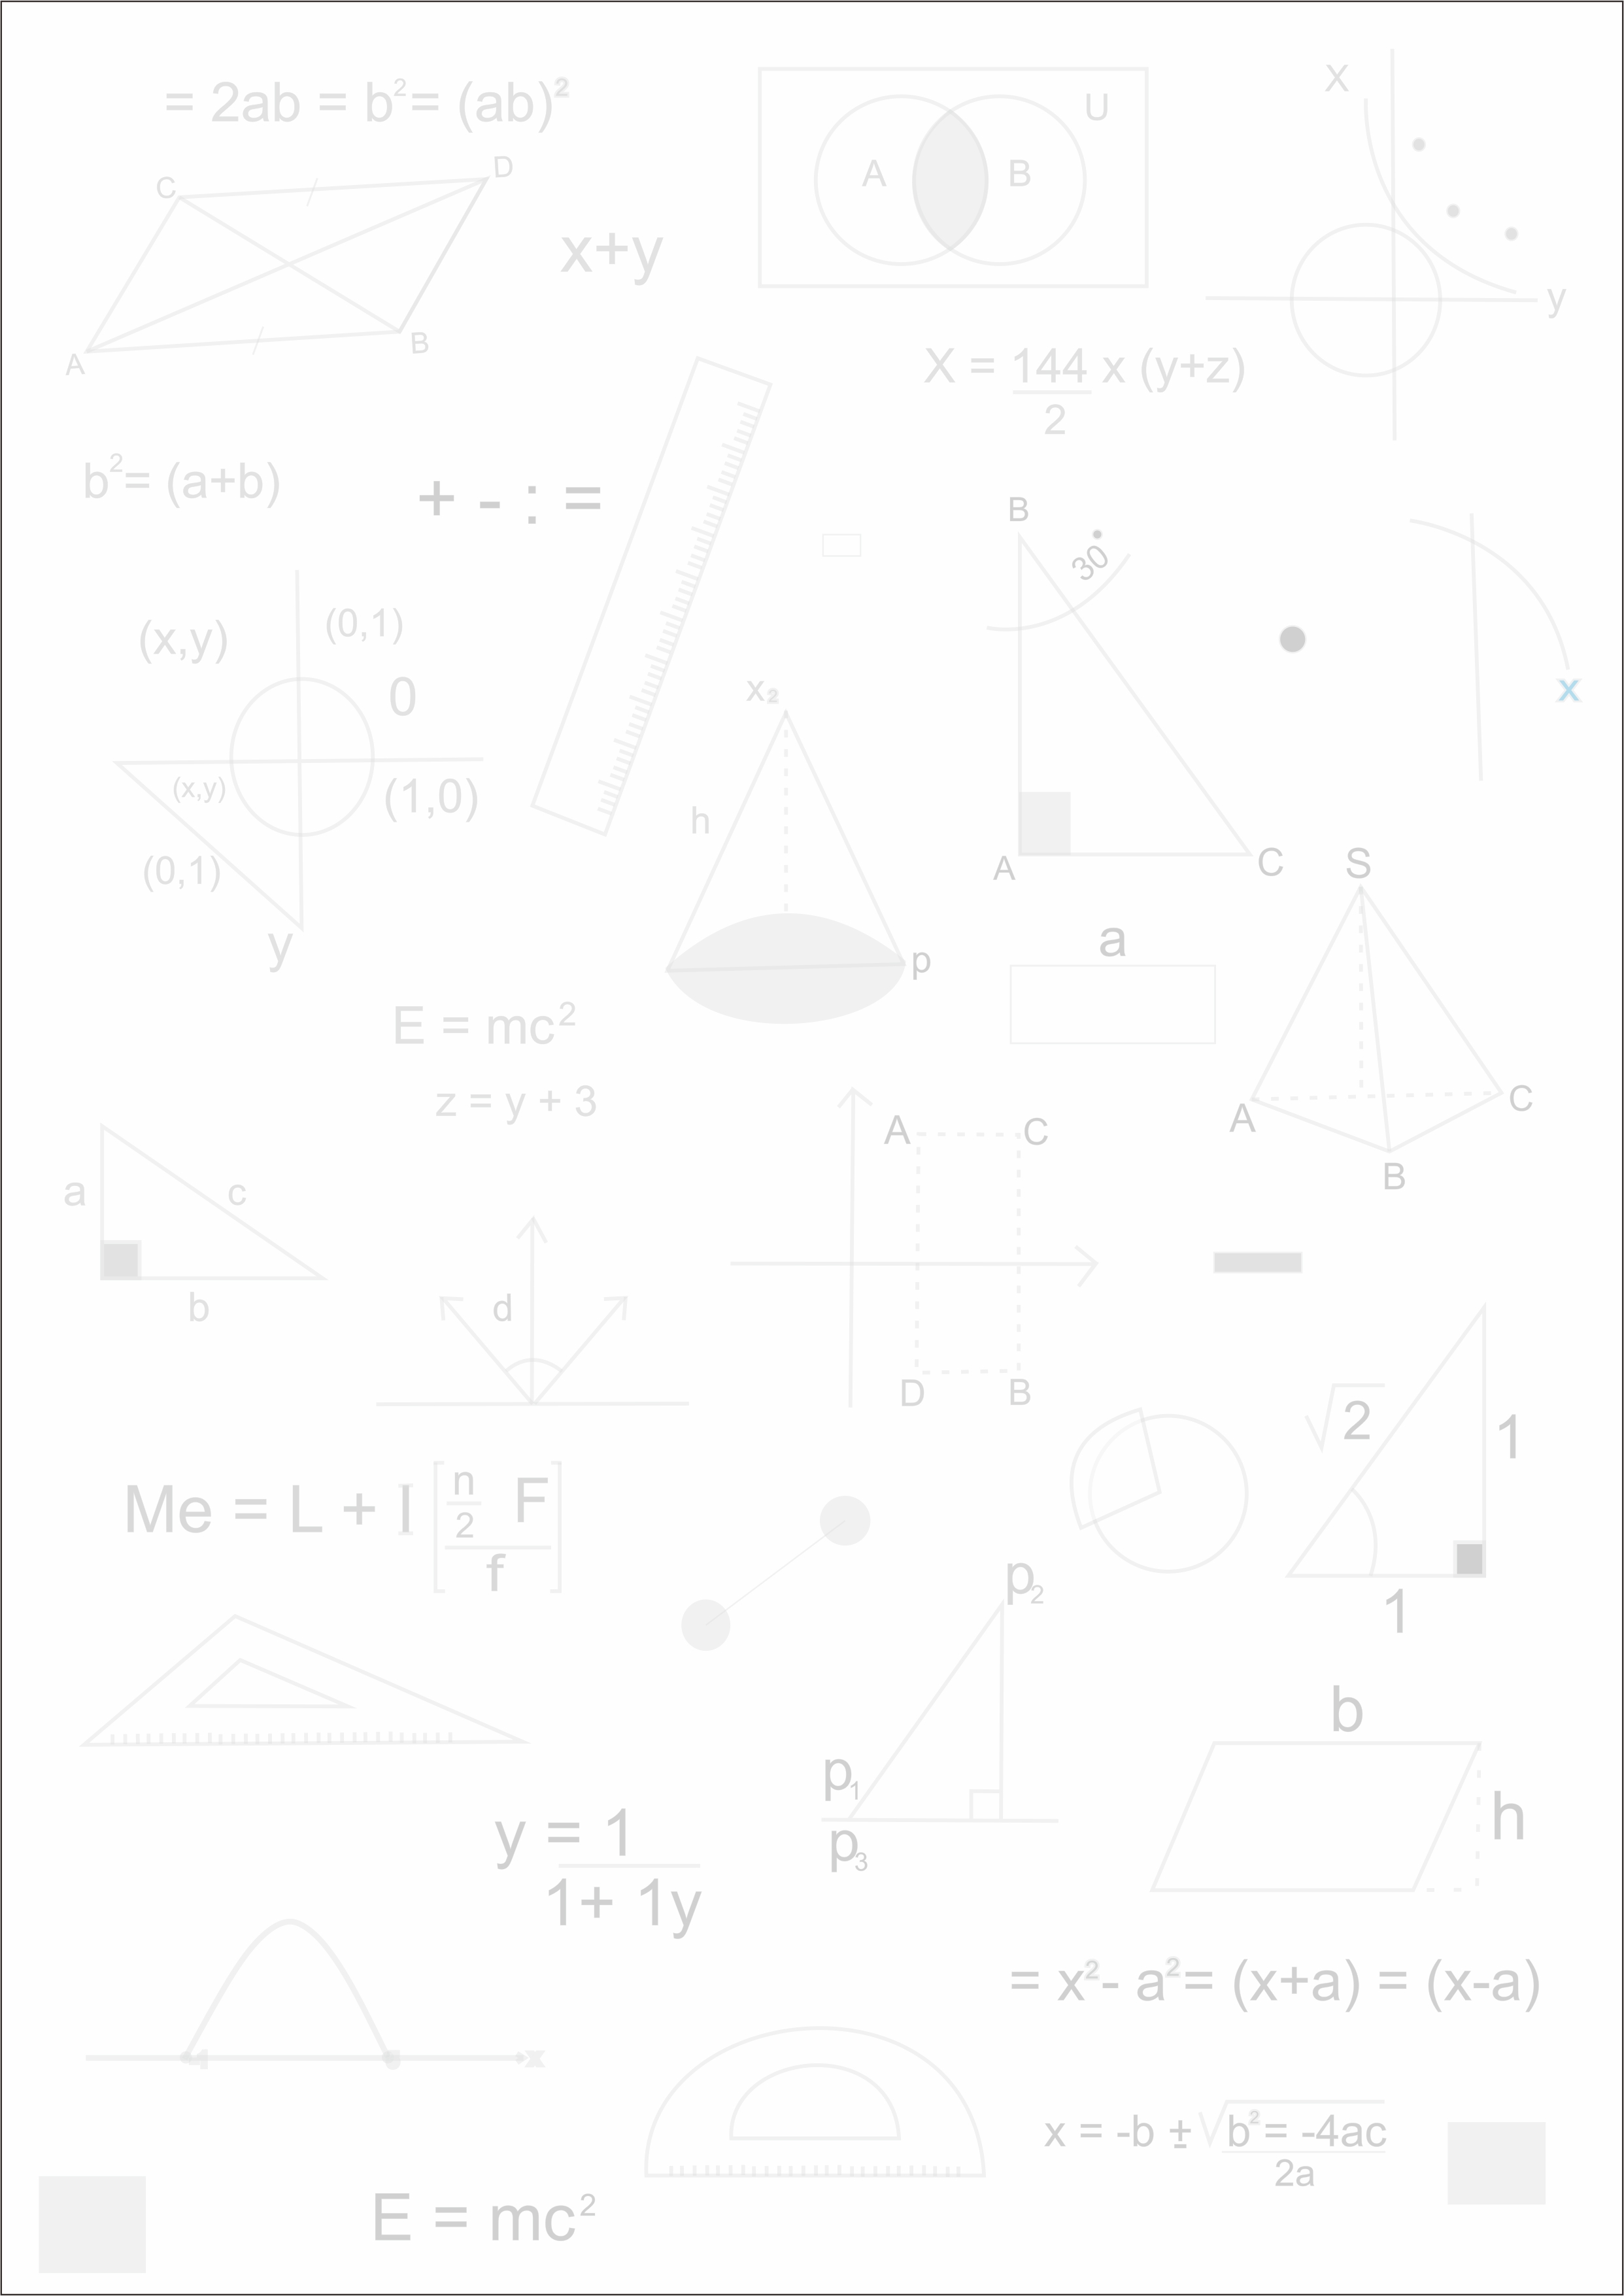 = 2ab = b²= (ab)²
C
D
A
B
x+y
A
B
U
X
y
X = 144 x (y+z)
2
b²= (a+b)
+ - : =
B
30
A
C
x
(x,y)
(0,1)
0
(x,y)
(1,0)
(0,1)
y
x2
h
p
a
S
A
C
B
E = mc²
z = y + 3
a
c
b
d
A
C
D
B
√2
1
1
Me = L + I [n/2 F / f]
p2
p1
p3
b
h
y = 1
1+ 1y
= x²- a²= (x+a) = (x-a)
x
x = -b ± √b²= -4ac
2a
E = mc²